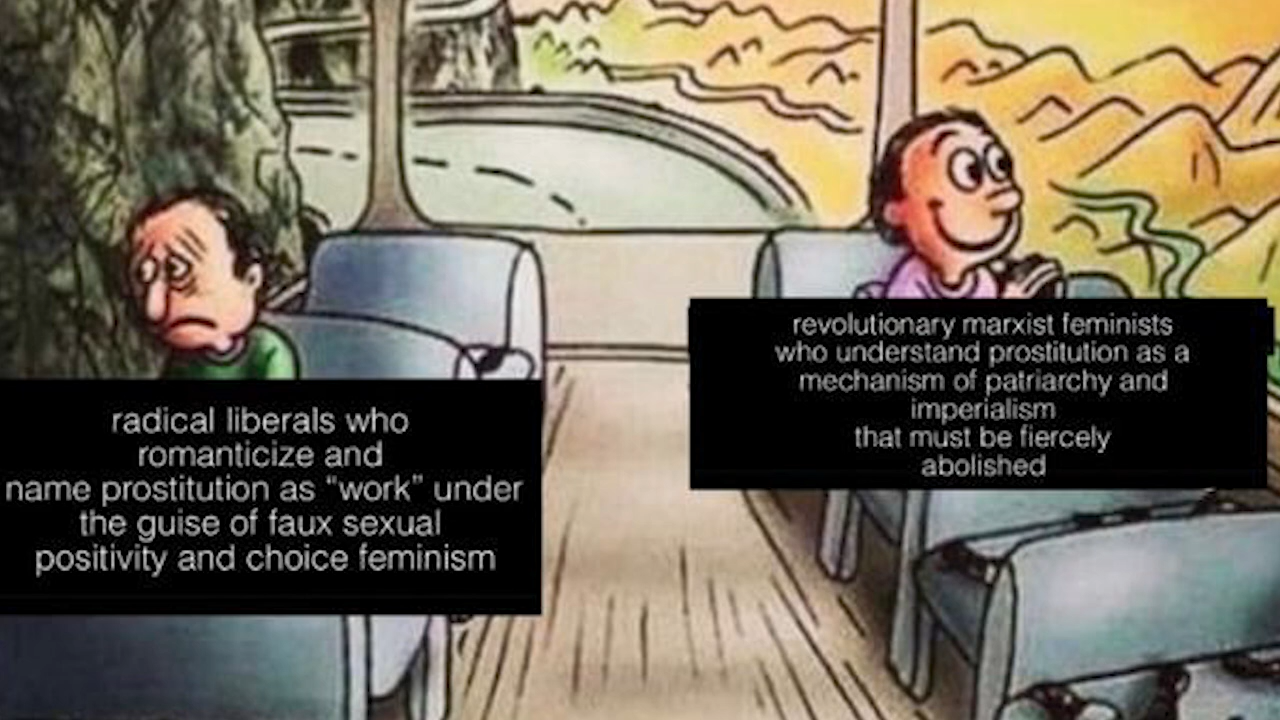 radical liberals who
romanticize and
name prostitution as “work” under
the guise of faux sexual
positivity and choice feminism
revolutionary marxist feminists
who understand prostitution as a
mechanism of patriarchy and
imperialism
that must be fiercely
abolished